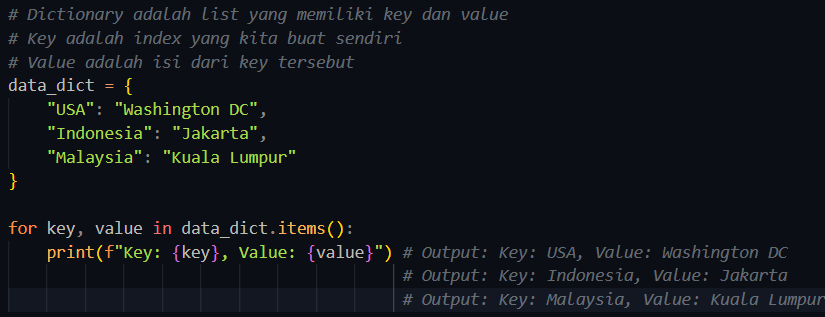 # Dictionary adalah list yang memiliki key dan value
# Key adalah index yang kita buat sendiri
# Value adalah isi dari key tersebut
data_dict = {
    "USA": "Washington DC",
    "Indonesia": "Jakarta",
    "Malaysia": "Kuala Lumpur"
}

for key, value in data_dict.items():
    print(f"Key: {key}, Value: {value}") # Output: Key: USA, Value: Washington DC
                                         # Output: Key: Indonesia, Value: Jakarta
                                         # Output: Key: Malaysia, Value: Kuala Lumpur